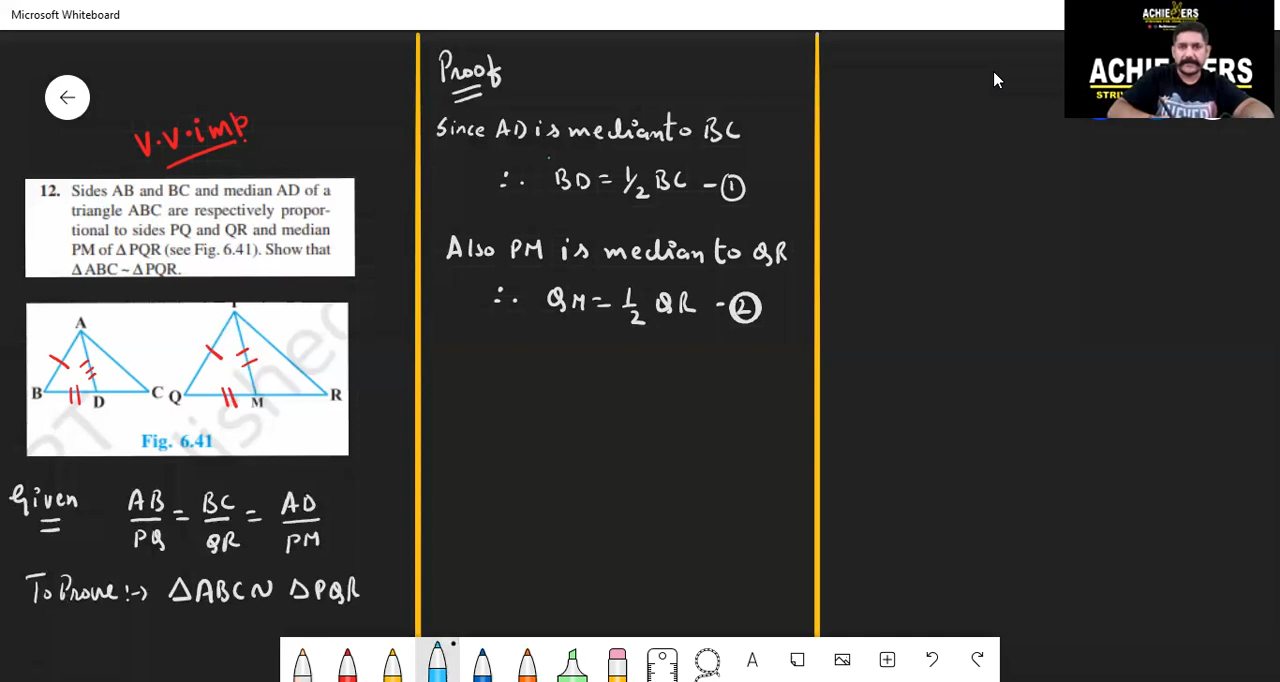 Microsoft Whiteboard
ACHIEVERS
V.V.imp
12. Sides AB and BC and median AD of a
triangle ABC are respectively propor-
tional to sides PQ and QR and median
PM of Δ PQR (see Fig. 6.41). Show that
Δ ABC ~ Δ PQR.
A
B D C Q M R
Fig. 6.41
Given AB/PQ = BC/QR = AD/PM
To Prove :-> ΔABC ~ ΔPQR
Proof
Since AD is median to BC
∴ BD = 1/2 BC - ①
Also PM is median to QR
∴ QM = 1/2 QR - ②
A